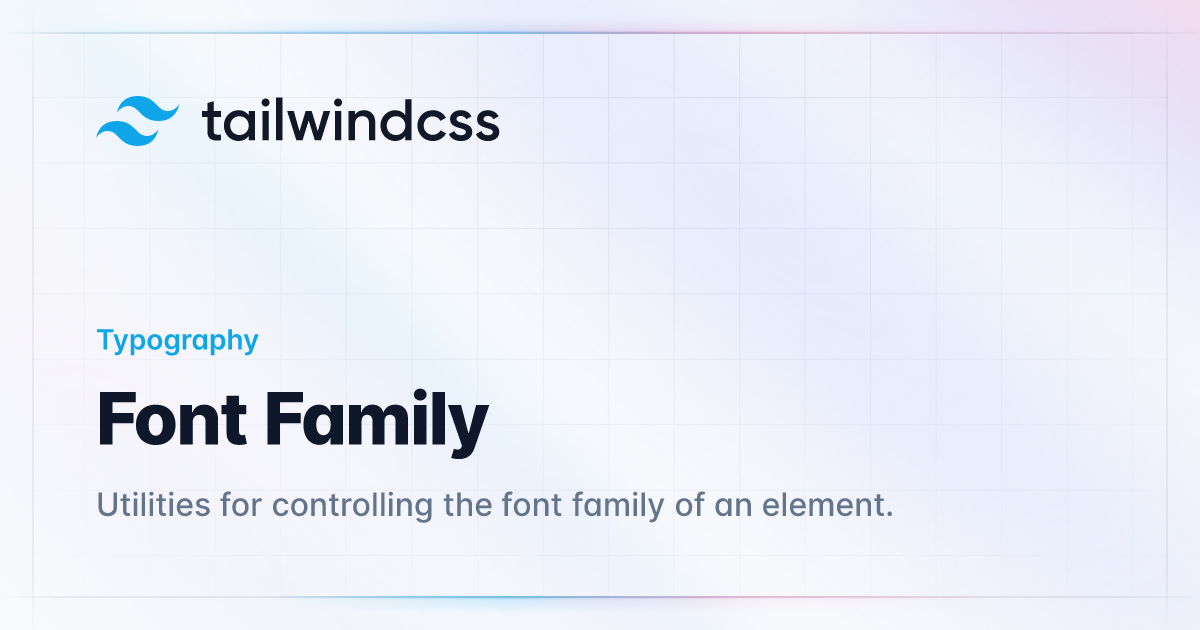 tailwindcss
Typography
Font Family
Utilities for controlling the font family of an element.